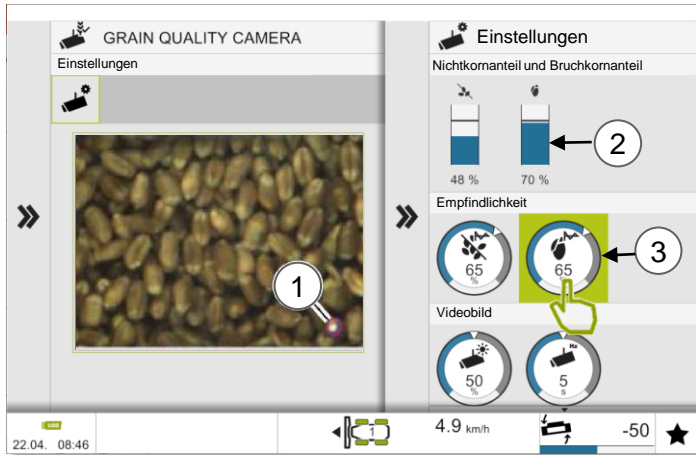 GRAIN QUALITY CAMERA
Einstellungen
1
Einstellungen
Nichtkornanteil und Bruchkornanteil
48 %
70 %
2
Empfindlichkeit
65
%
65
%
3
Videobild
50
%
Hz
5
s
USB
22.04. 08:46
1
4.9 km/h
-50